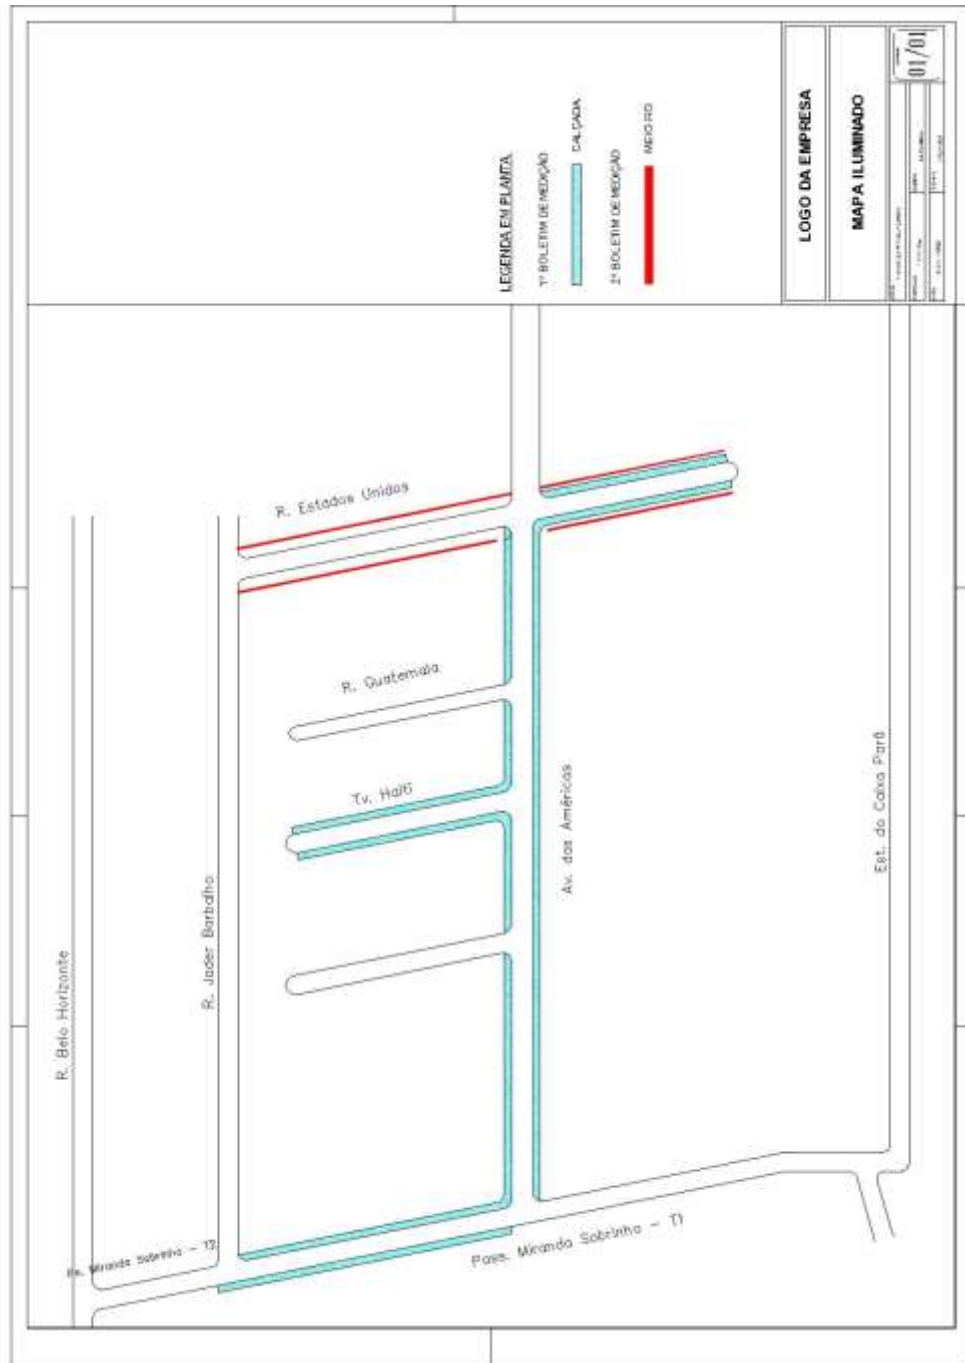 LOGO DA EMPRESA
MAPA ILUMINADO
01/01
LEGENDA EM PLANTA
1º BOLETIM DE MEDIÇÃO
CALÇADA
2º BOLETIM DE MEDIÇÃO
MEIO FIO
R. Estados Unidos
R. Guatemala
Tv. Haiti
Av. das Américas
Est. do Caixa Pará
R. Jader Barbalho
R. Belo Horizonte
Ps. Miranda Sobrinho - T2
Pass. Miranda Sobrinho - T1